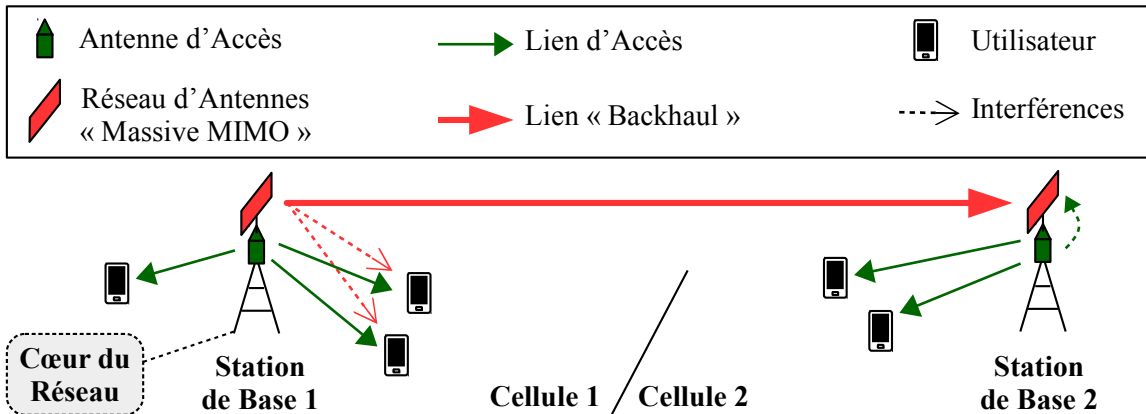 Antenne d’Accès
Lien d’Accès
Utilisateur
Réseau d’Antennes
« Massive MIMO »
Lien « Backhaul »
Interférences
Cœur du
Réseau
Station
de Base 1
Cellule 1
Cellule 2
Station
de Base 2